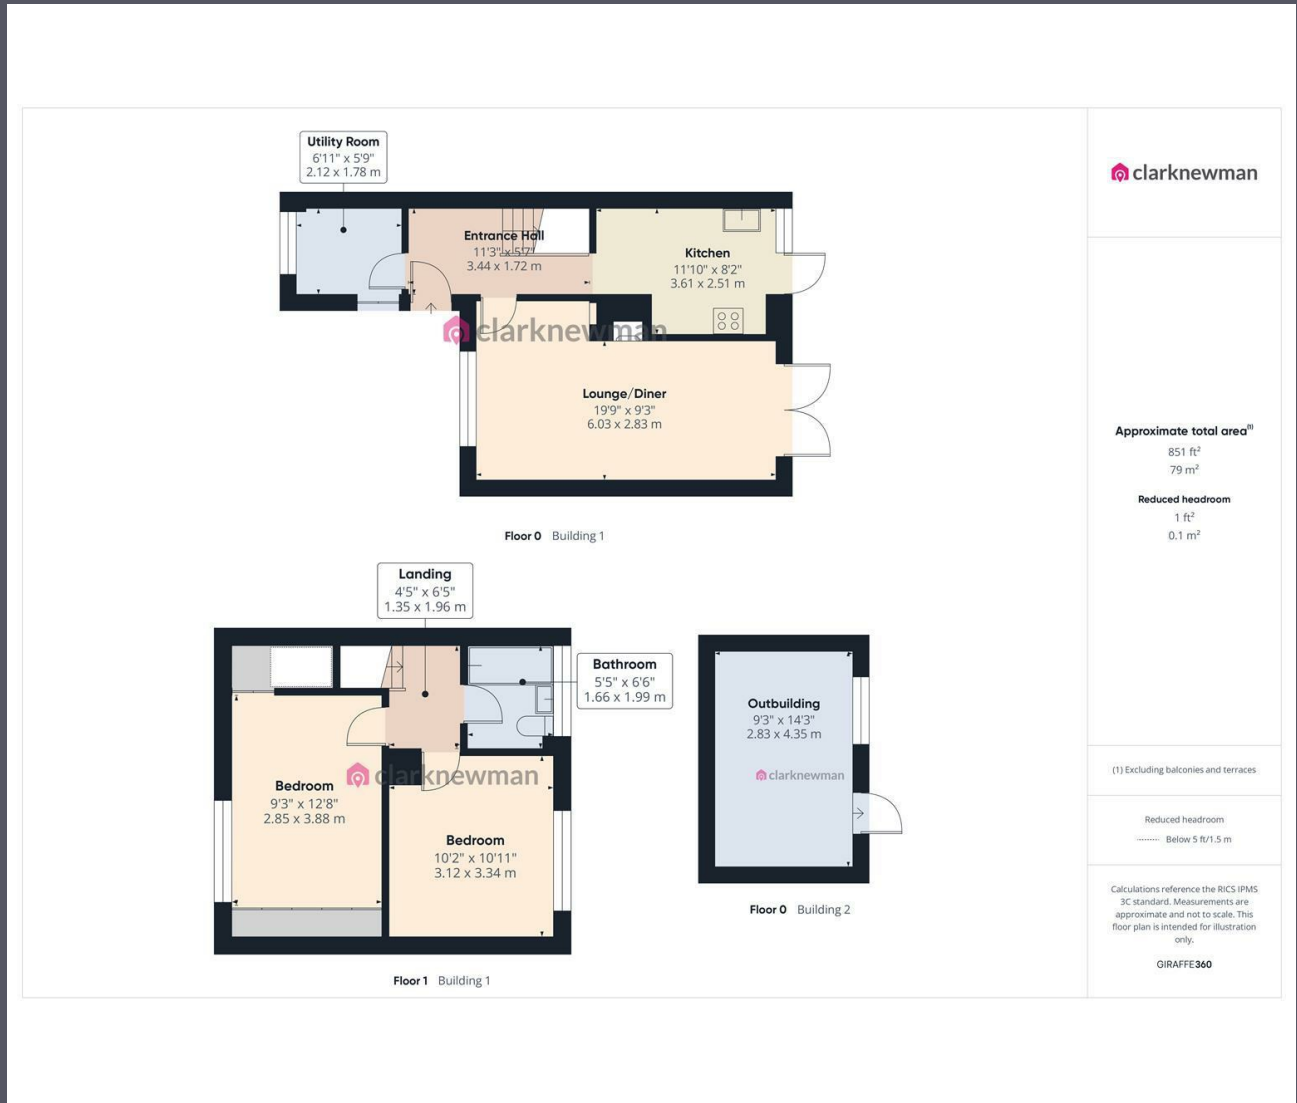 Utility Room
6'11" x 5'9"
2.12 x 1.78 m
Entrance Hall
11'3" x 5'7"
3.44 x 1.72 m
Kitchen
11'10" x 8'2"
3.61 x 2.51 m
clarknewman
Lounge/Diner
19'9" x 9'3"
6.03 x 2.83 m
Floor 0 Building 1
Landing
4'5" x 6'5"
1.35 x 1.96 m
Bathroom
5'5" x 6'6"
1.66 x 1.99 m
clarknewman
Bedroom
9'3" x 12'8"
2.85 x 3.88 m
Bedroom
10'2" x 10'11"
3.12 x 3.34 m
Floor 1 Building 1
Outbuilding
9'3" x 14'3"
2.83 x 4.35 m
clarknewman
Floor 0 Building 2
clarknewman
Approximate total area(1)
851 ft²
79 m²
Reduced headroom
1 ft²
0.1 m²
(1) Excluding balconies and terraces
Reduced headroom
Below 5 ft/1.5 m
Calculations reference the RICS IPMS
3C standard. Measurements are
approximate and not to scale. This
floor plan is intended for illustration
only.
GIRAFFE360